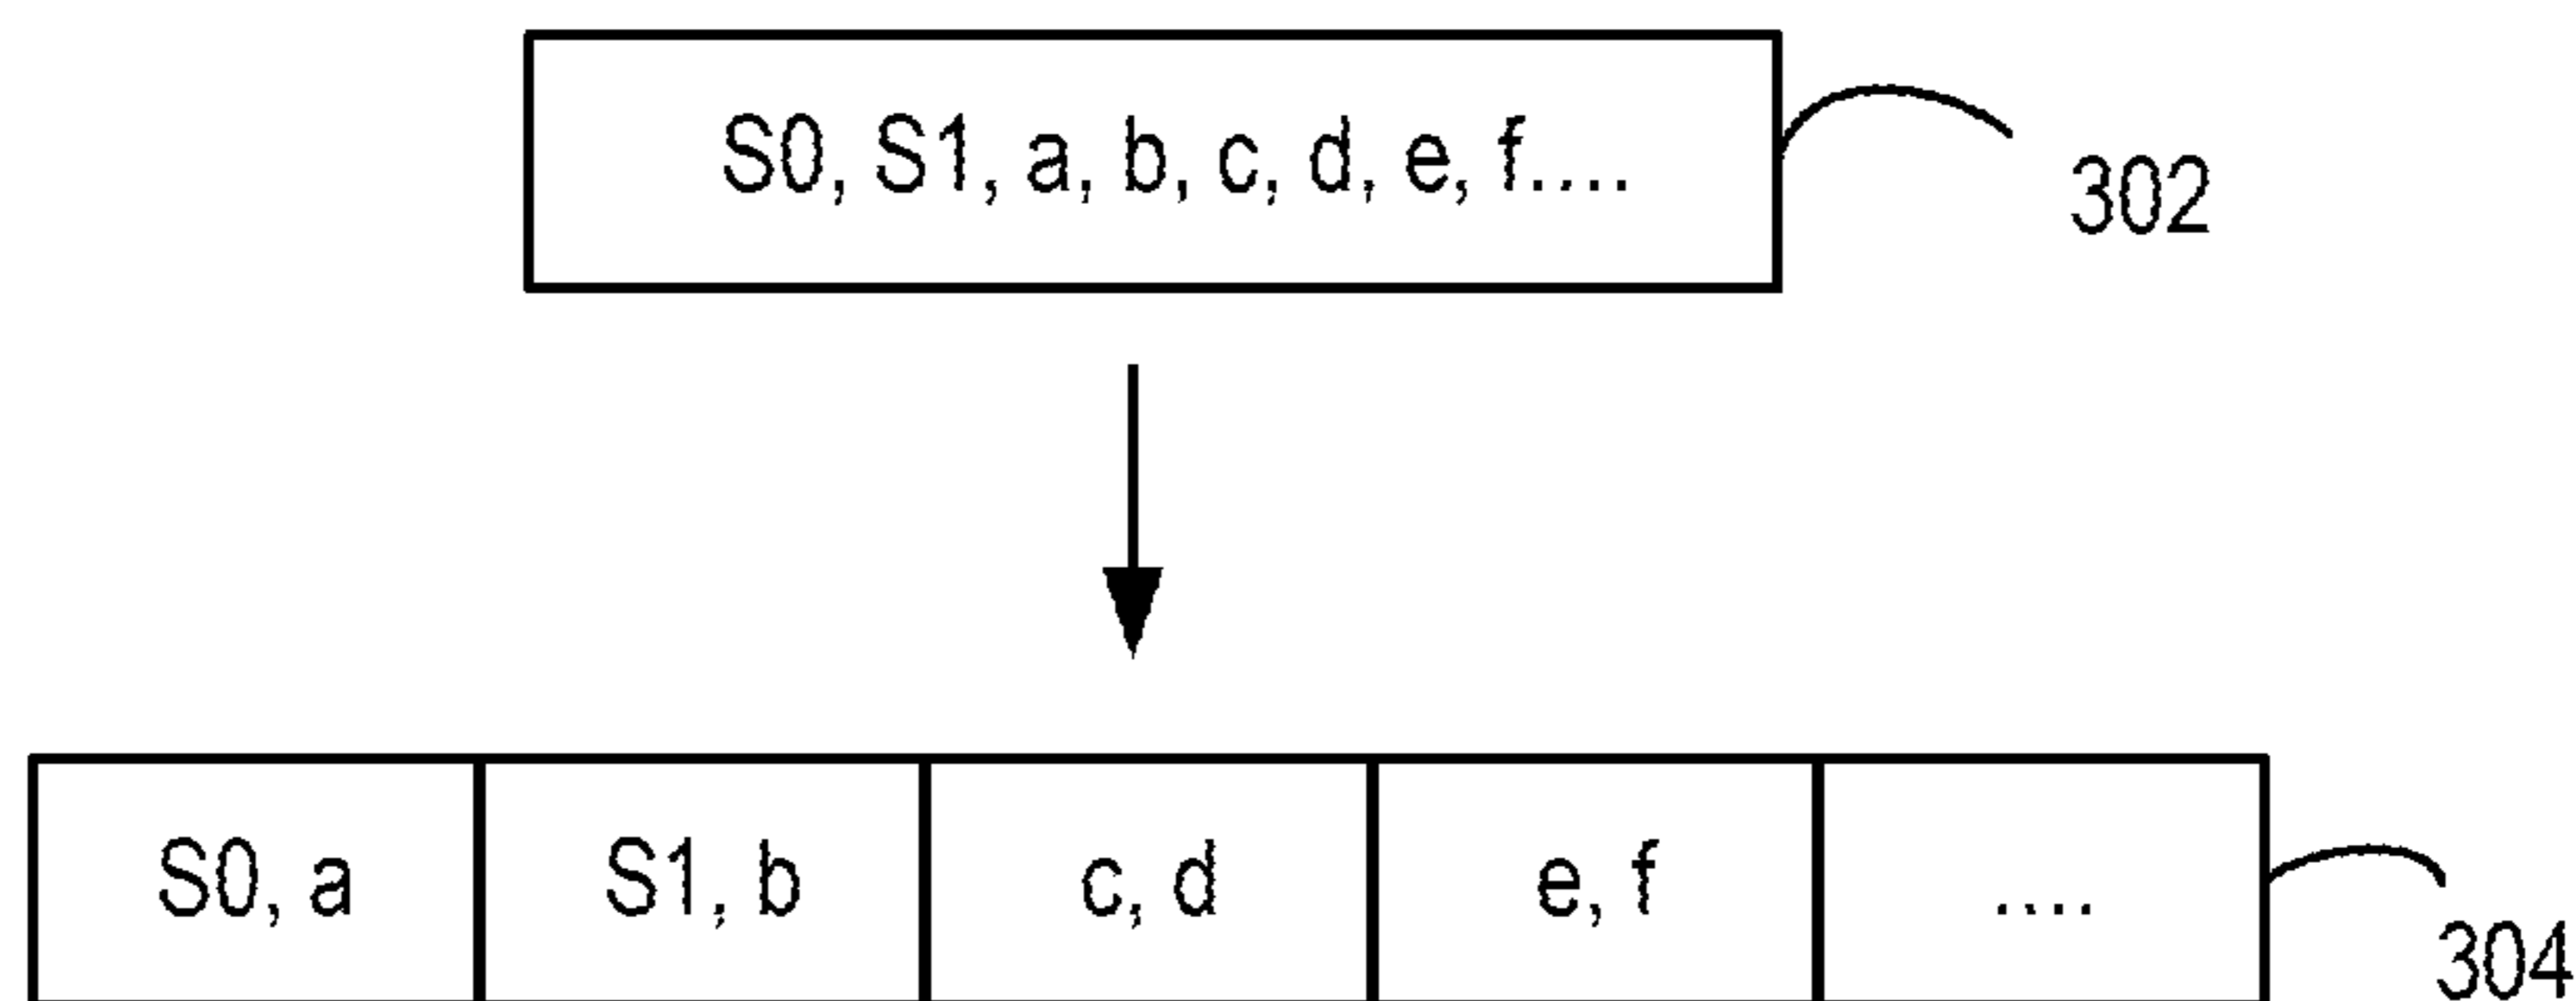 S0, S1, a, b, c, d, e, f....
302
S0, a
S1, b
c, d
e, f
....
304